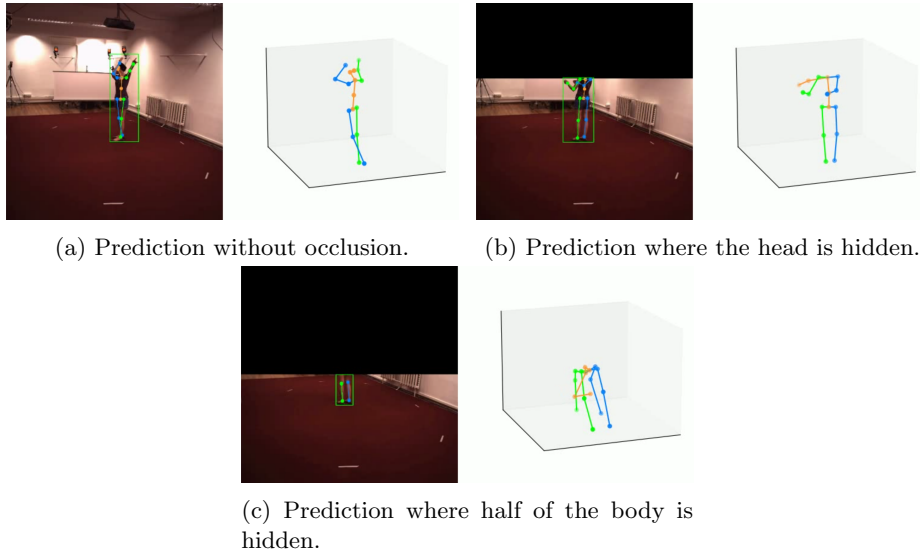 (a) Prediction without occlusion.
(b) Prediction where the head is hidden.
(c) Prediction where half of the body is
hidden.